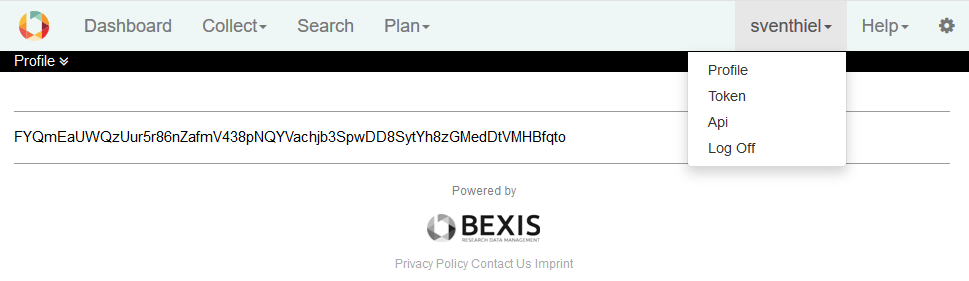 Dashboard Collect Search Plan sventhiel Help
Profile
Profile
Token
Api
Log Off
FYQmEaUWQzUur5r86nZafmV438pNQYVachjb3SpwDD8SytYh8zGMedDtVMHBfqto
Powered by
BEXIS
RESEARCH DATA MANAGEMENT
Privacy Policy Contact Us Imprint